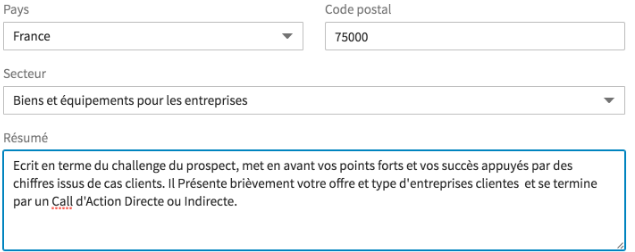 Pays Code postal
France 75000
Secteur
Biens et équipements pour les entreprises
Résumé
Ecrit en terme du challenge du prospect, met en avant vos points forts et vos succès appuyés par des
chiffres issus de cas clients. Il Présente brièvement votre offre et type d'entreprises clientes et se termine
par un Call d'Action Directe ou Indirecte.